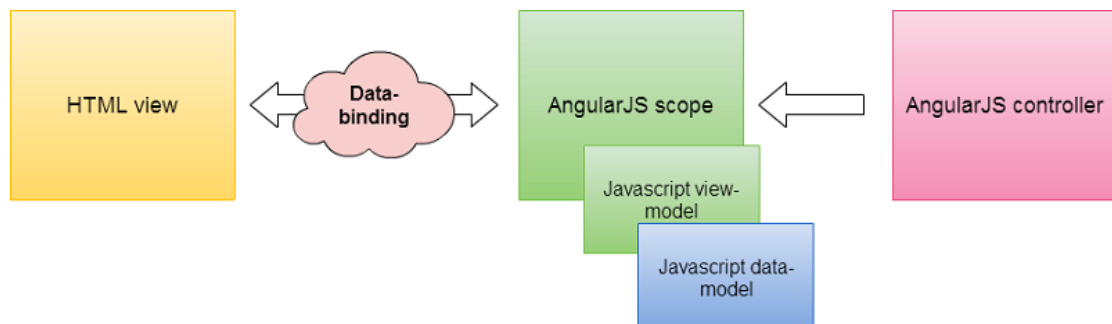 HTML view
Data-
binding
AngularJS scope
AngularJS controller
Javascript view-
model
Javascript data-
model